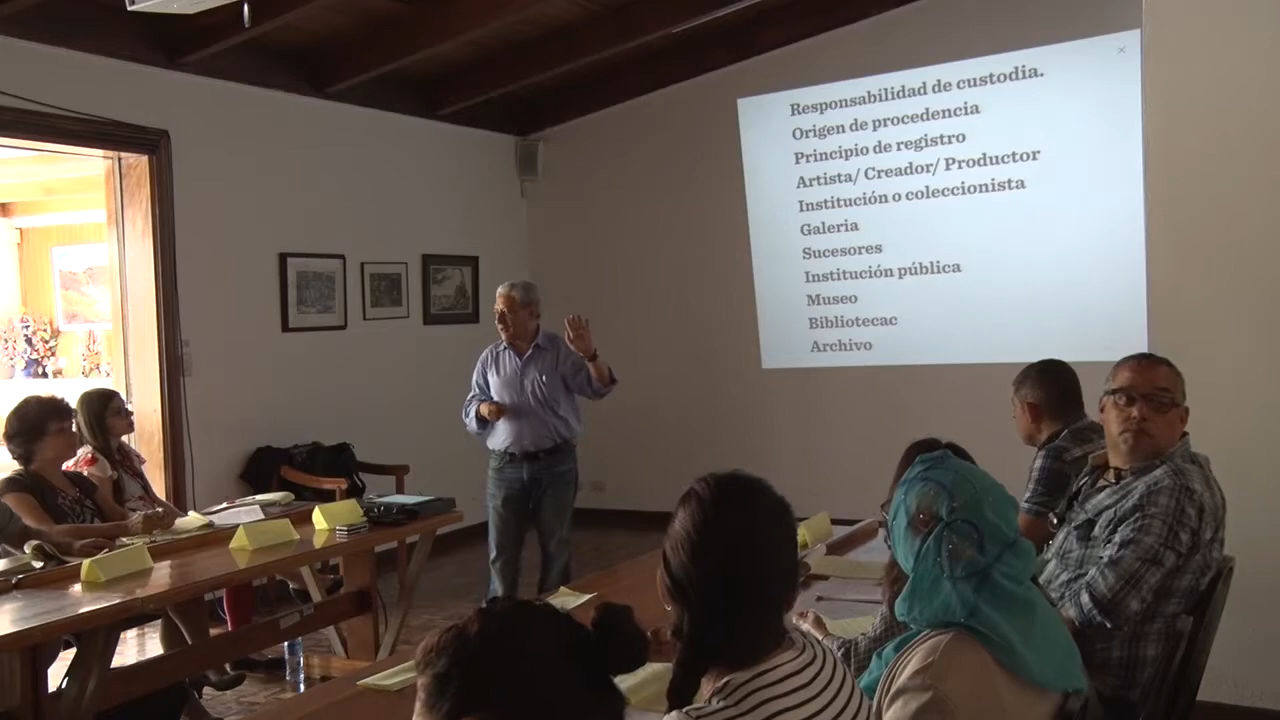 Responsabilidad de custodia.
Origen de procedencia
Principio de registro
Artista/ Creador/ Productor
Institución o coleccionista
Galeria
Sucesores
Institución pública
Museo
Bibliotecac
Archivo